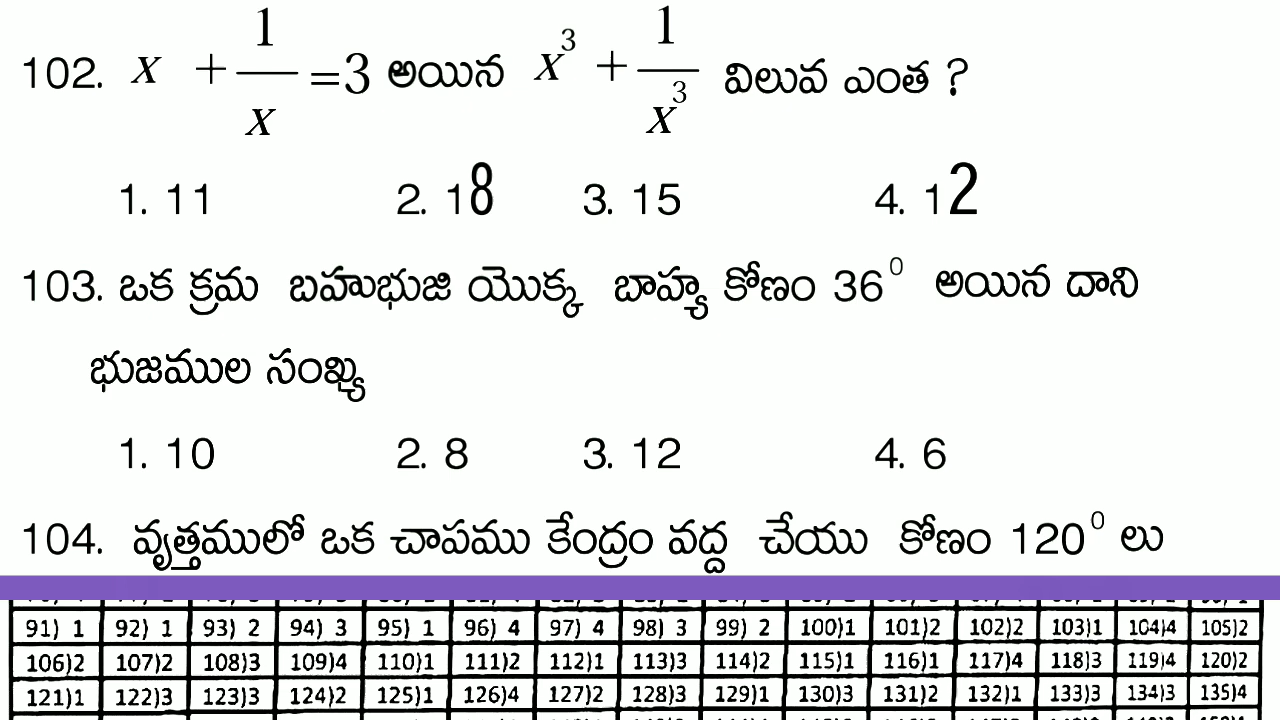 102. x + 1/x =3 అయిన x³ + 1/x³ విలువ ఎంత ?
1. 11 2. 18 3. 15 4. 12
103. ఒక క్రమ బహుభుజి యొక్క బాహ్య కోణం 36⁰ అయిన దాని
భుజముల సంఖ్య
1. 10 2. 8 3. 12 4. 6
104. వృత్తములో ఒక చాపము కేంద్రం వద్ద చేయు కోణం 120⁰ లు
91) 1 92) 1 93) 2 94) 3 95) 1 96) 4 97) 4 98) 3 99) 2 100)1 101)2 102)2 103)1 104)4 105)2
106)2 107)2 108)3 109)4 110)1 111)2 112)1 113)3 114)2 115)1 116)1 117)4 118)3 119)4 120)2
121)1 122)3 123)3 124)2 125)1 126)4 127)2 128)3 129)1 130)3 131)2 132)1 133)3 134)3 135)4